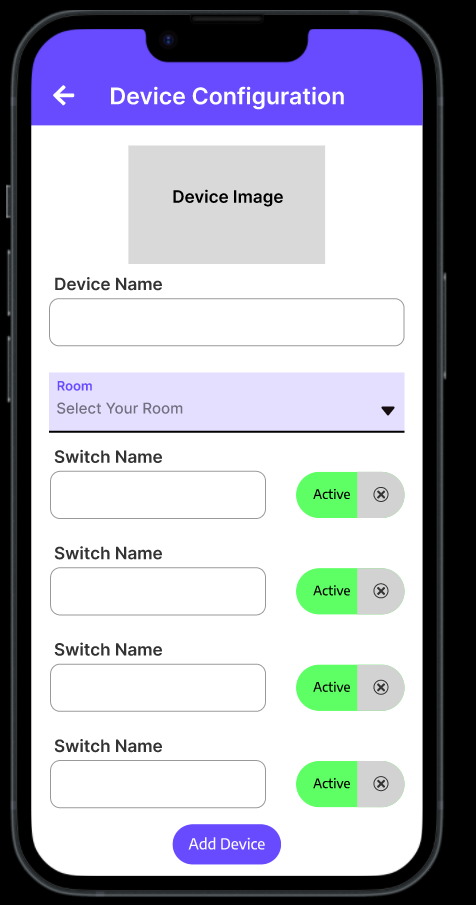 Device Configuration
Device Image
Device Name
Room
Select Your Room
Switch Name
Active
Switch Name
Active
Switch Name
Active
Switch Name
Active
Add Device